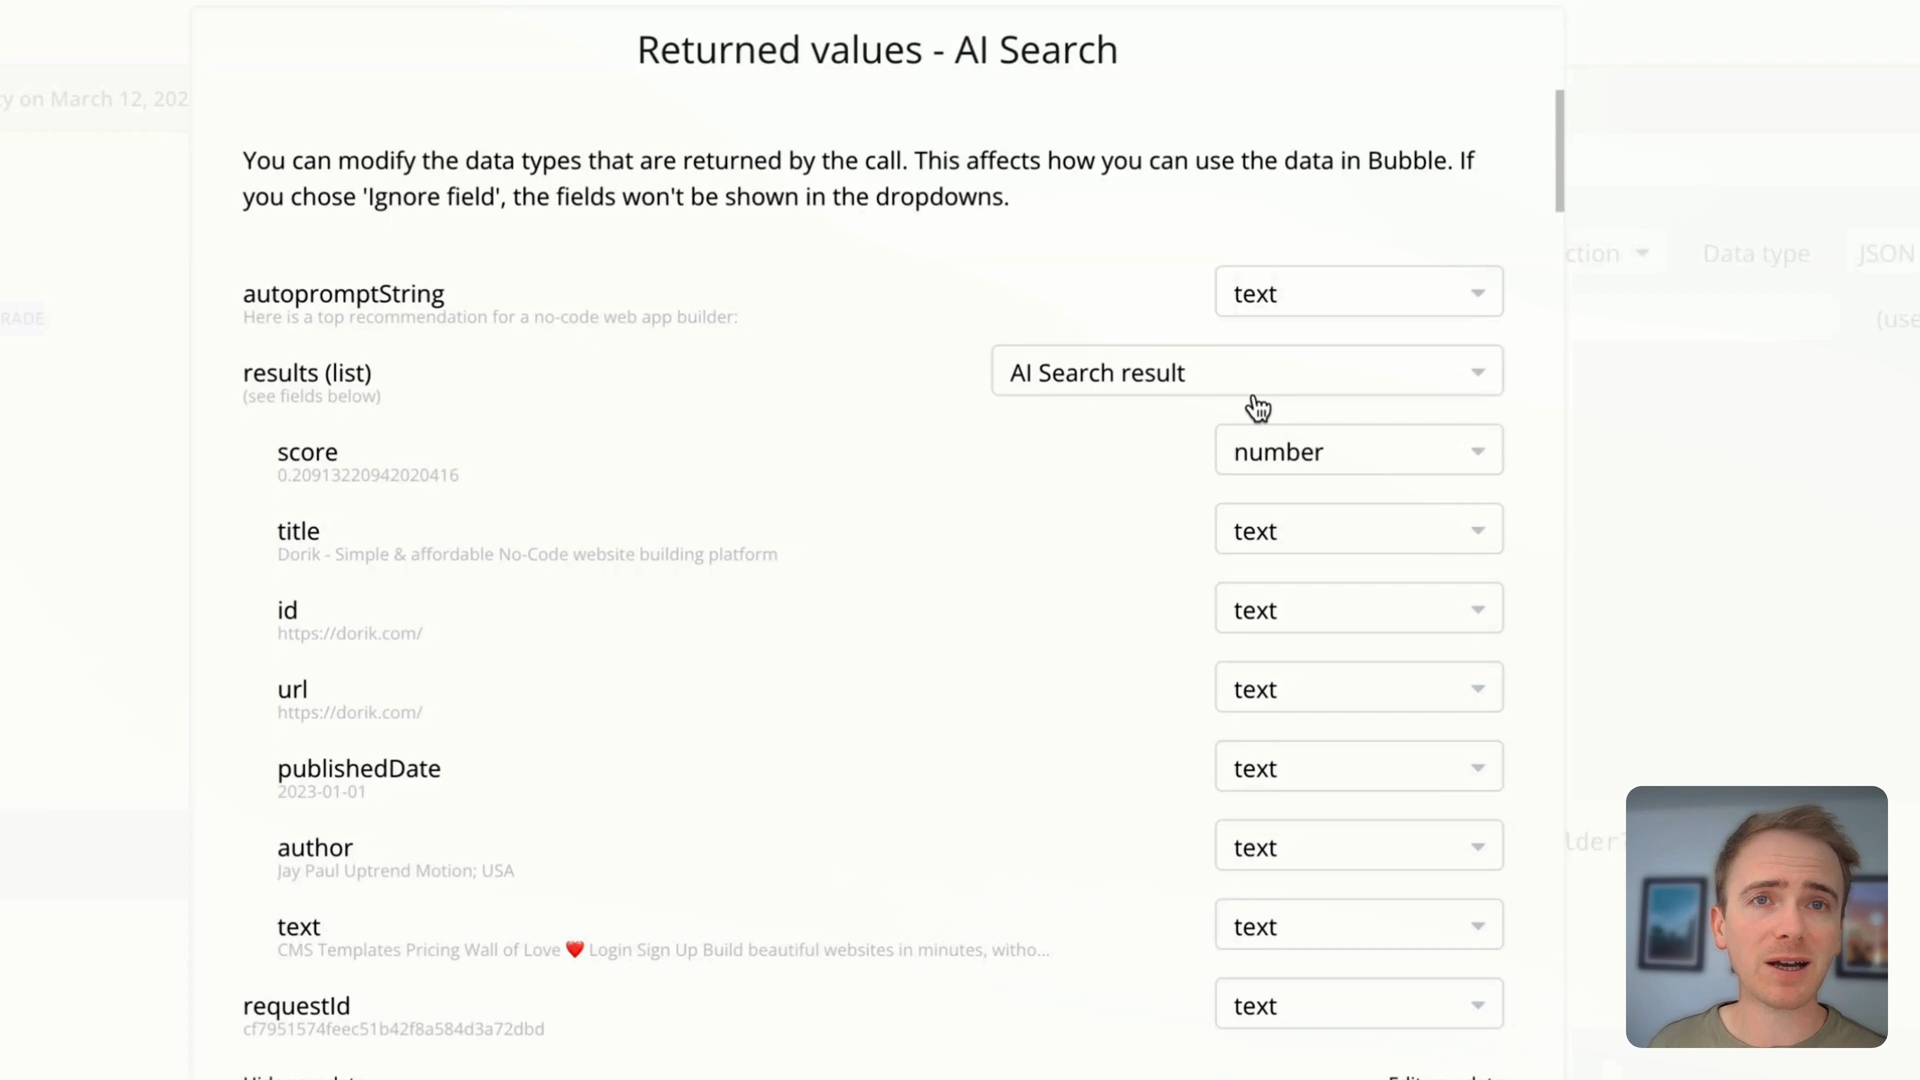 Returned values - AI Search
cy on March 12, 202
You can modify the data types that are returned by the call. This affects how you can use the data in Bubble. If
you chose 'Ignore field', the fields won't be shown in the dropdowns.
ction Data type JSON
autopromptString text
Here is a top recommendation for a no-code web app builder:
RADE
(use
results (list) AI Search result
(see fields below)
score number
0.20913220942020416
title text
Dorik - Simple & affordable No-Code website building platform
id text
https://dorik.com/
url text
https://dorik.com/
publishedDate text
2023-01-01
author text
Jay Paul Uptrend Motion; USA
lder?
text text
CMS Templates Pricing Wall of Love ❤️ Login Sign Up Build beautiful websites in minutes, witho...
requestId text
cf7951574feec51b42f8a584d3a72dbd